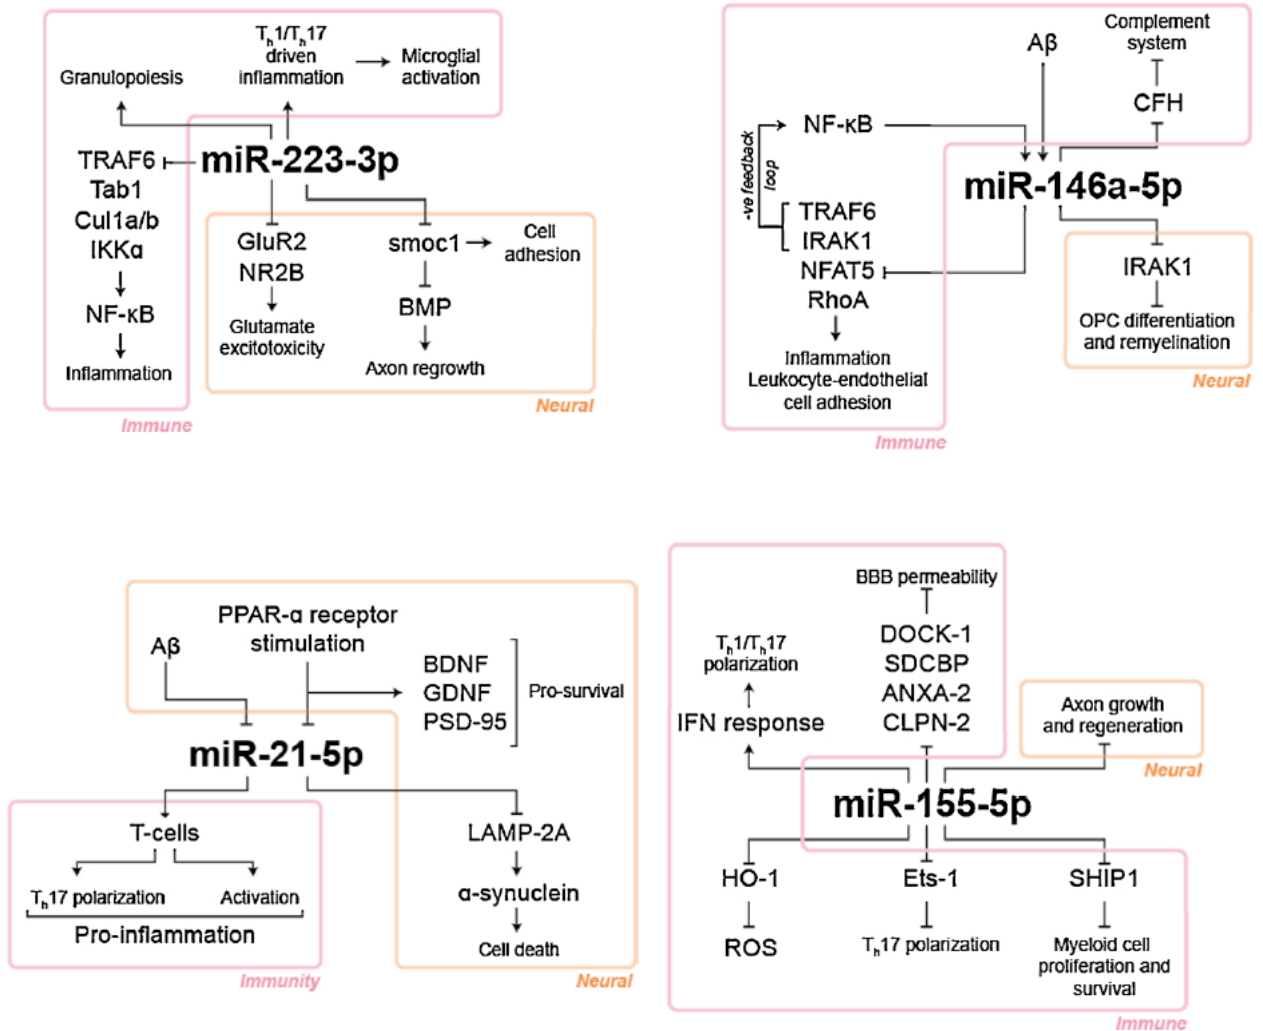 Granulopoiesis
Th1/Th17
driven
inflammation
Microglial
activation
miR-223-3p
TRAF6
Tab1
Cul1a/b
IKKα
NF-κB
Inflammation
GluR2
NR2B
Glutamate
excitotoxicity
smoc1
Cell
adhesion
BMP
Axon regrowth
Neural
Immune
Complement
system
Aβ
CFH
NF-κB
-ve feedback
loop
miR-146a-5p
TRAF6
IRAK1
NFAT5
RhoA
Inflammation
Leukocyte-endothelial
cell adhesion
IRAK1
OPC differentiation
and remyelination
Neural
Immune
PPAR-α receptor
stimulation
Aβ
BDNF
GDNF
PSD-95
Pro-survival
miR-21-5p
T-cells
Th17 polarization
Activation
Pro-inflammation
LAMP-2A
α-synuclein
Cell death
Immunity
Neural
BBB permeability
DOCK-1
SDCBP
ANXA-2
CLPN-2
Th1/Th17
polarization
IFN response
Axon growth
and regeneration
Neural
miR-155-5p
HO-1
ROS
Ets-1
Th17 polarization
SHIP1
Myeloid cell
proliferation and
survival
Immune